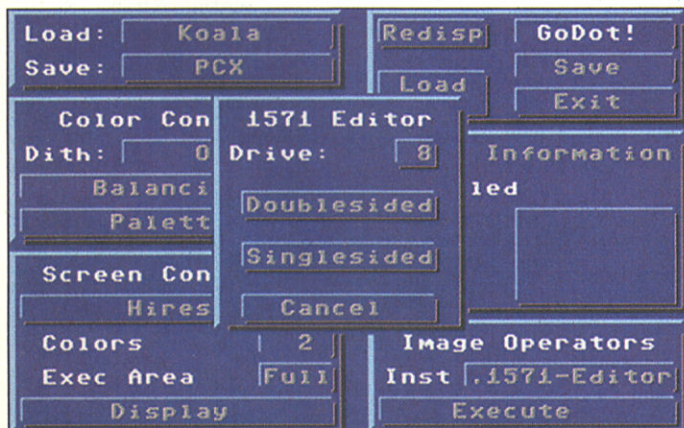 Load: Koala
Save: PCX
Redisp
GoDot!
Load
Save
Exit
Color Con
Dith: 0
Balanci
Palett
1571 Editor
Drive: 8
Doublesided
Singlesided
Cancel
Information
led
Screen Con
Hires
Colors 2
Exec Area Full
Display
Image Operators
Inst .1571-Editor
Execute